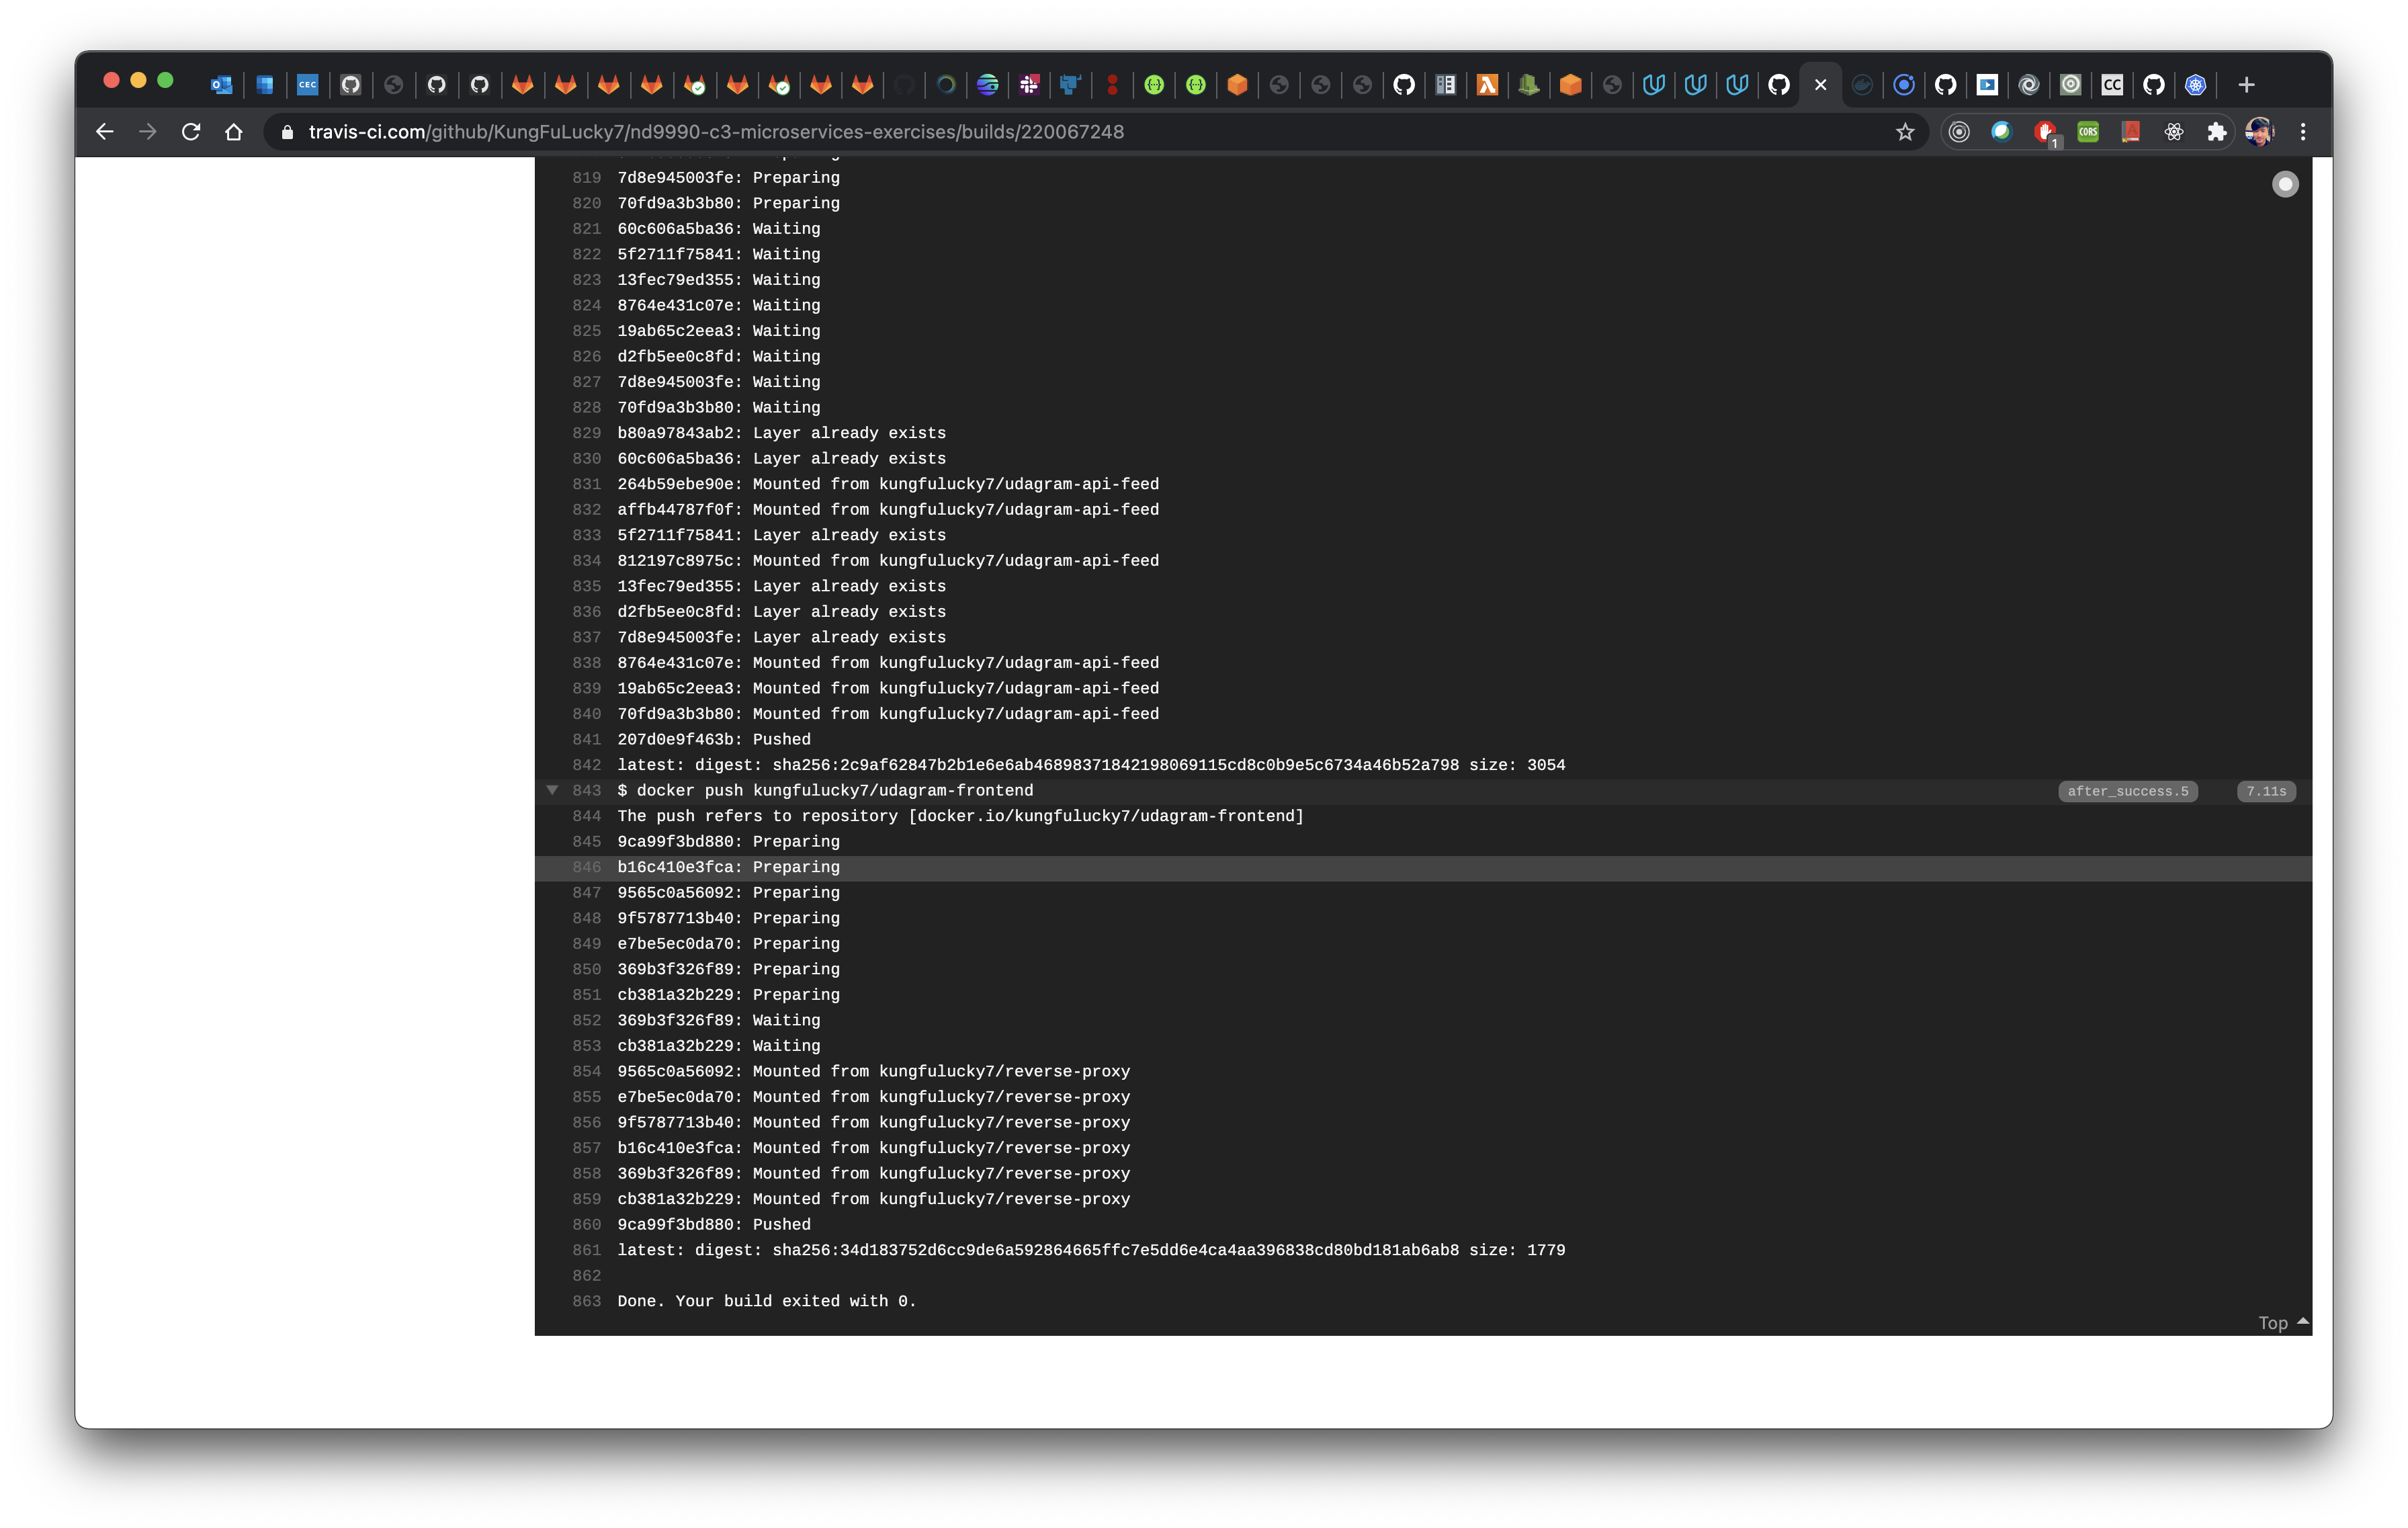 CEC
CC
travis-ci.com/github/KungFuLucky7/nd9990-c3-microservices-exercises/builds/220067248
CORS
1
819 7d8e945003fe: Preparing
820 70fd9a3b3b80: Preparing
821 60c606a5ba36: Waiting
822 5f2711f75841: Waiting
823 13fec79ed355: Waiting
824 8764e431c07e: Waiting
825 19ab65c2eea3: Waiting
826 d2fb5ee0c8fd: Waiting
827 7d8e945003fe: Waiting
828 70fd9a3b3b80: Waiting
829 b80a97843ab2: Layer already exists
830 60c606a5ba36: Layer already exists
831 264b59ebe90e: Mounted from kungfulucky7/udagram-api-feed
832 affb44787f0f: Mounted from kungfulucky7/udagram-api-feed
833 5f2711f75841: Layer already exists
834 812197c8975c: Mounted from kungfulucky7/udagram-api-feed
835 13fec79ed355: Layer already exists
836 d2fb5ee0c8fd: Layer already exists
837 7d8e945003fe: Layer already exists
838 8764e431c07e: Mounted from kungfulucky7/udagram-api-feed
839 19ab65c2eea3: Mounted from kungfulucky7/udagram-api-feed
840 70fd9a3b3b80: Mounted from kungfulucky7/udagram-api-feed
841 207d0e9f463b: Pushed
842 latest: digest: sha256:2c9af62847b2b1e6e6ab46898371842198069115cd8c0b9e5c6734a46b52a798 size: 3054
843 $ docker push kungfulucky7/udagram-frontend after_success.5 7.11s
844 The push refers to repository [docker.io/kungfulucky7/udagram-frontend]
845 9ca99f3bd880: Preparing
846 b16c410e3fca: Preparing
847 9565c0a56092: Preparing
848 9f5787713b40: Preparing
849 e7be5ec0da70: Preparing
850 369b3f326f89: Preparing
851 cb381a32b229: Preparing
852 369b3f326f89: Waiting
853 cb381a32b229: Waiting
854 9565c0a56092: Mounted from kungfulucky7/reverse-proxy
855 e7be5ec0da70: Mounted from kungfulucky7/reverse-proxy
856 9f5787713b40: Mounted from kungfulucky7/reverse-proxy
857 b16c410e3fca: Mounted from kungfulucky7/reverse-proxy
858 369b3f326f89: Mounted from kungfulucky7/reverse-proxy
859 cb381a32b229: Mounted from kungfulucky7/reverse-proxy
860 9ca99f3bd880: Pushed
861 latest: digest: sha256:34d183752d6cc9de6a592864665ffc7e5dd6e4ca4aa396838cd80bd181ab6ab8 size: 1779
862
863 Done. Your build exited with 0.
Top